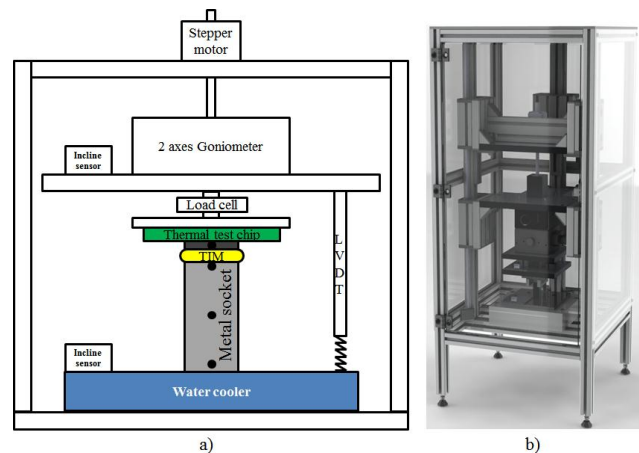 Stepper
motor
2 axes Goniometer
Incline
sensor
Load cell
Thermal test chip
TIM
LVDT
Metal socket
Incline
sensor
Water cooler
a)
b)